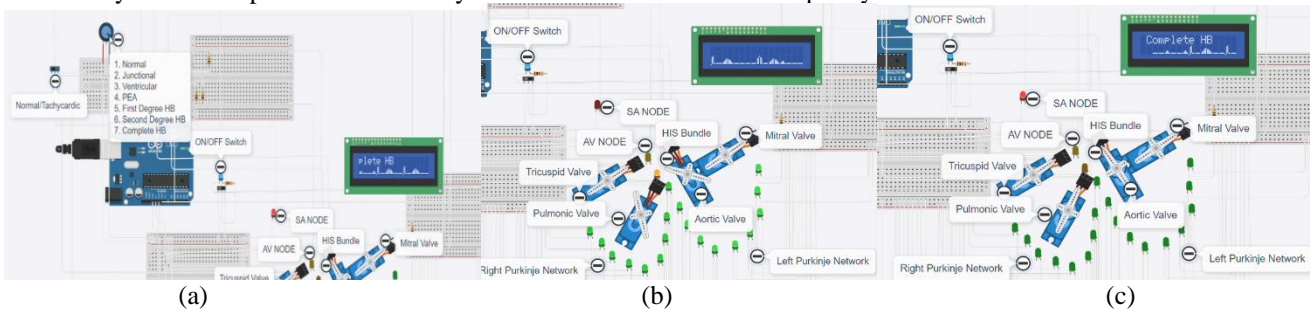 1. Normal
2. Junctional
3. Ventricular
4. PEA
5. First Degree HB
6. Second Degree HB
7. Complete HB
Normal/Tachycardic
ON/OFF Switch
plete HB
SA NODE
AV NODE
HIS Bundle
Mitral Valve
Tricuspid Valve
(a)
ON/OFF Switch
SA NODE
AV NODE
HIS Bundle
Mitral Valve
Tricuspid Valve
Pulmonic Valve
Aortic Valve
Right Purkinje Network
Left Purkinje Network
(b)
ON/OFF Switch
Complete HB
SA NODE
AV NODE
HIS Bundle
Mitral Valve
Tricuspid Valve
Pulmonic Valve
Aortic Valve
Right Purkinje Network
Left Purkinje Network
(c)